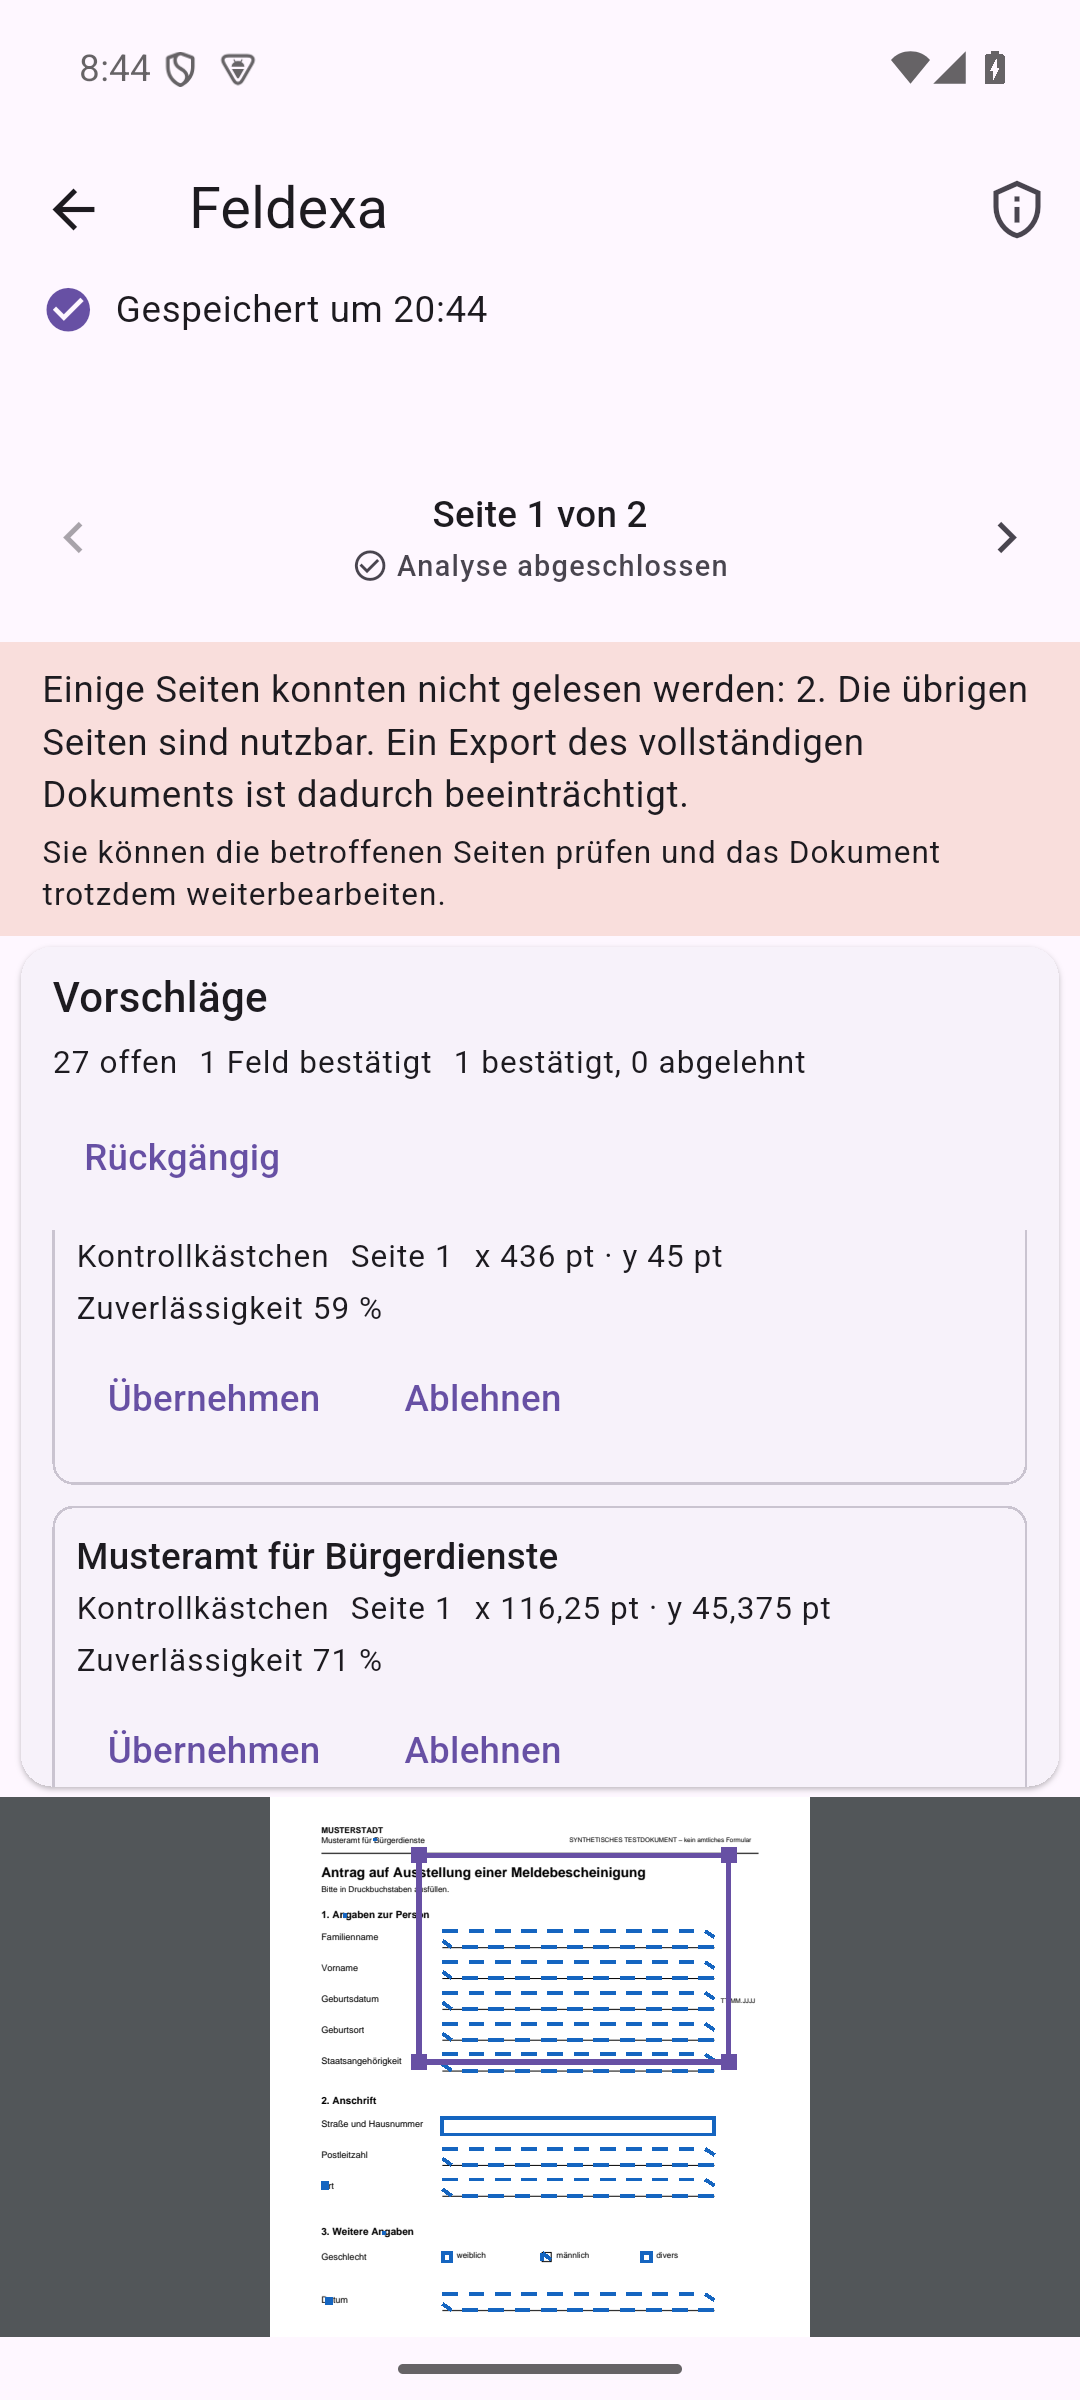 8:44
Feldexa
Gespeichert um 20:44
Seite 1 von 2
Analyse abgeschlossen
Einige Seiten konnten nicht gelesen werden: 2. Die übrigen
Seiten sind nutzbar. Ein Export des vollständigen
Dokuments ist dadurch beeinträchtigt.
Sie können die betroffenen Seiten prüfen und das Dokument
trotzdem weiterbearbeiten.
Vorschläge
27 offen 1 Feld bestätigt 1 bestätigt, 0 abgelehnt
Rückgängig
Kontrollkästchen Seite 1 x 436 pt · y 45 pt
Zuverlässigkeit 59 %
Übernehmen Ablehnen
Musteramt für Bürgerdienste
Kontrollkästchen Seite 1 x 116,25 pt · y 45,375 pt
Zuverlässigkeit 71 %
Übernehmen Ablehnen
MUSTERSTADT
Musteramt für Bürgerdienste SYNTHETISCHES TESTDOKUMENT – kein amtliches Formular
Antrag auf Ausstellung einer Meldebescheinigung
Bitte in Druckbuchstaben ausfüllen.
1. Angaben zur Person
Familienname
Vorname
Geburtsdatum
Geburtsort
Staatsangehörigkeit
2. Anschrift
Straße und Hausnummer
Postleitzahl
3. Weitere Angaben
Geschlecht weiblich männlich divers
Datum